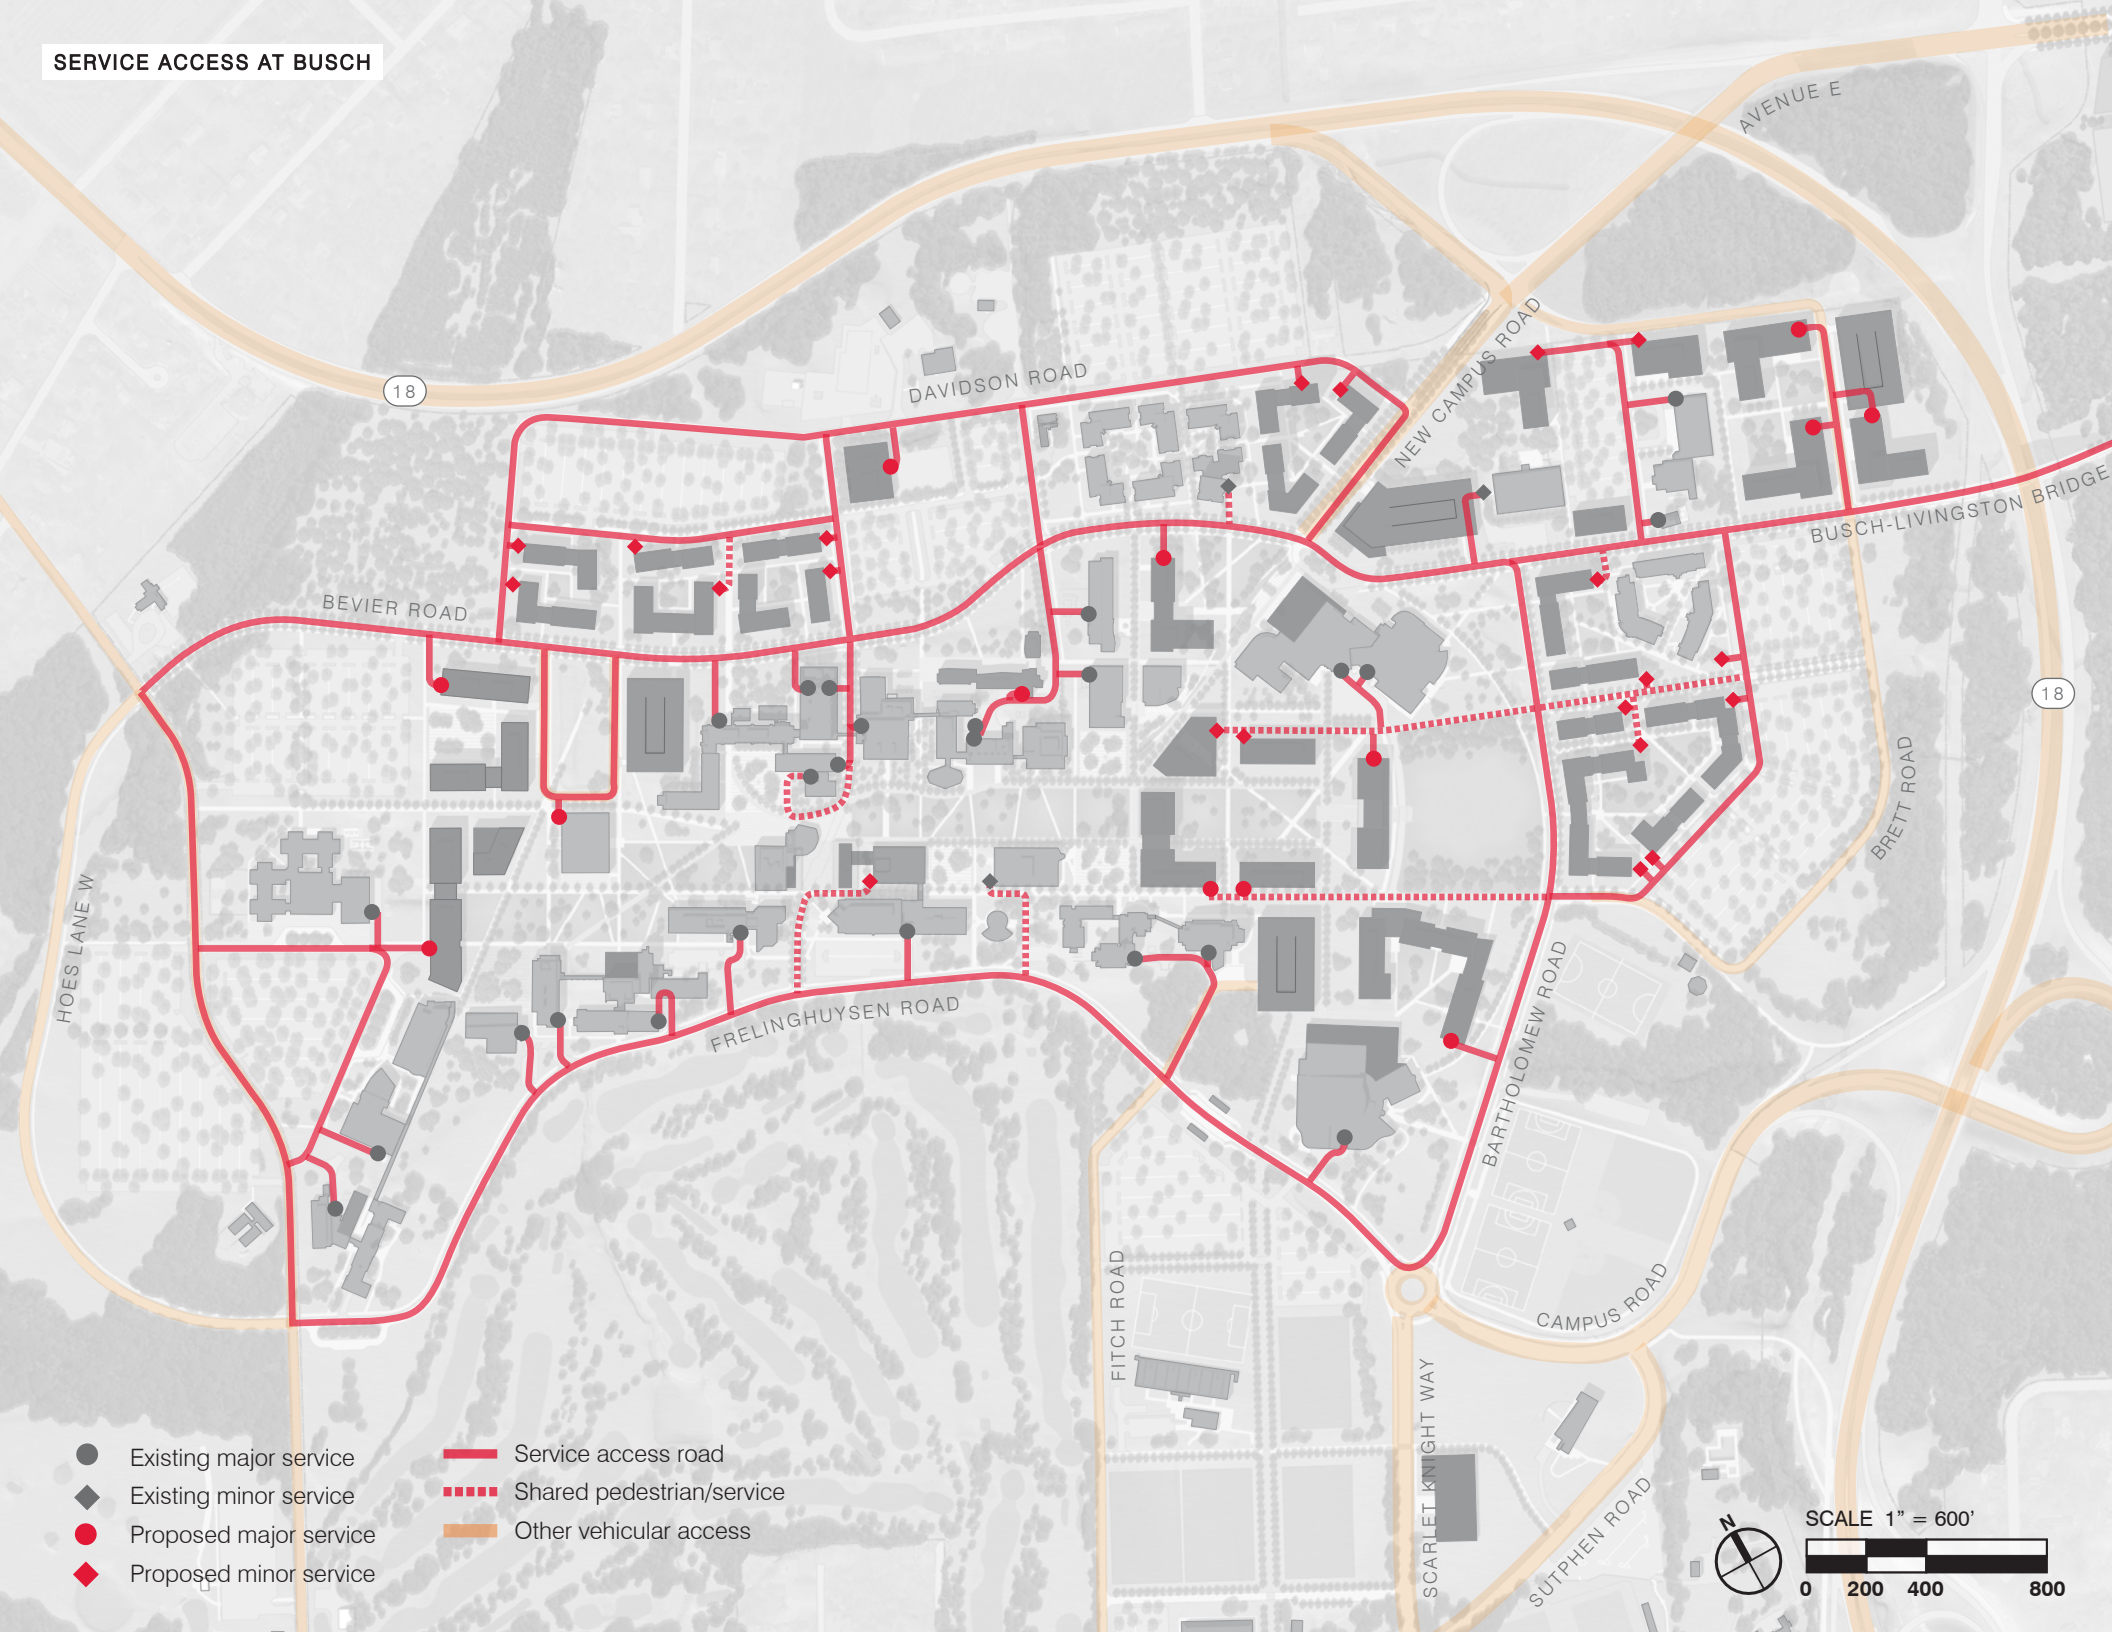 SERVICE ACCESS AT BUSCH
AVENUE E
18
DAVIDSON ROAD
NEW CAMPUS ROAD
BUSCH-LIVINGSTON BRIDGE
BEVIER ROAD
18
BRETT ROAD
HOES LANE W
FRELINGHUYSEN ROAD
BARTHOLOMEW ROAD
FITCH ROAD
CAMPUS ROAD
SCARLET KNIGHT WAY
SUTPHEN ROAD
Existing major service
Existing minor service
Proposed major service
Proposed minor service
Service access road
Shared pedestrian/service
Other vehicular access
N
SCALE 1” = 600’
0 200 400 800